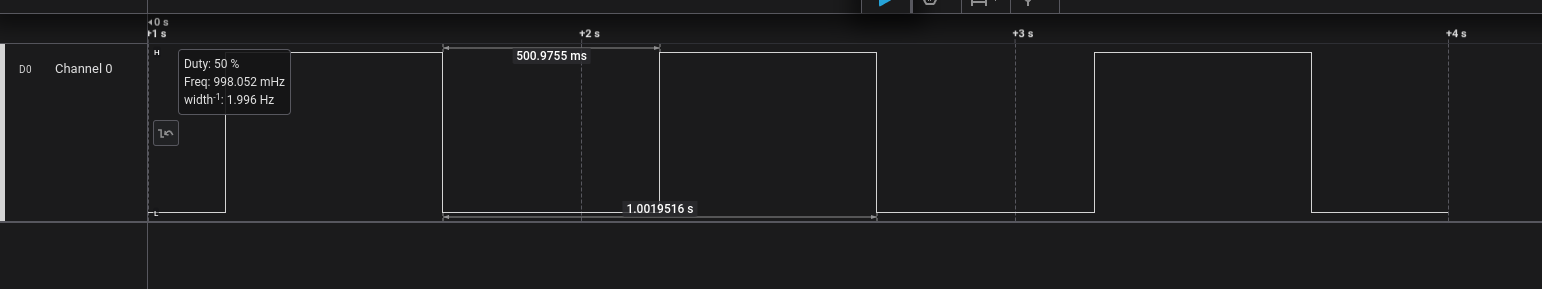 0 s
+1 s
+2 s
+3 s
+4 s
D0
Channel 0
H
L
Duty: 50 %
Freq: 998.052 mHz
width-1: 1.996 Hz
500.9755 ms
1.0019516 s